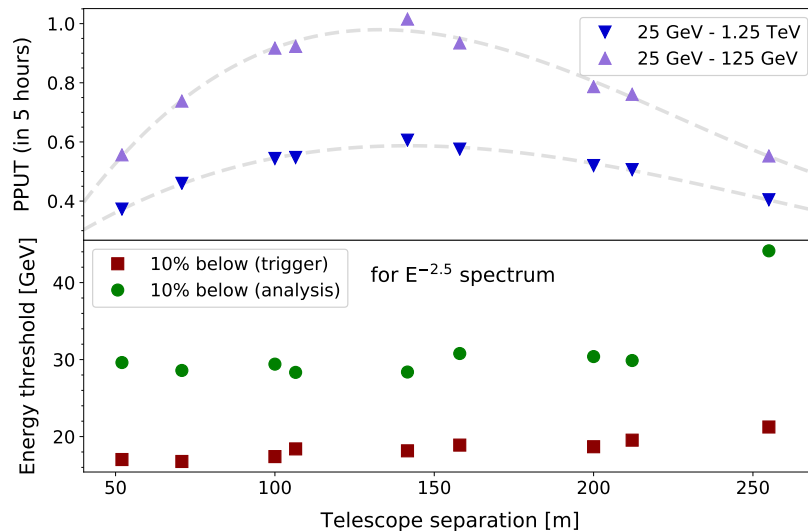 1.0
0.8
0.6
0.4
PPUT (in 5 hours)
25 GeV - 1.25 TeV
25 GeV - 125 GeV
40
30
20
Energy threshold [GeV]
10% below (trigger)
10% below (analysis)
for E⁻²·⁵ spectrum
50 100 150 200 250
Telescope separation [m]